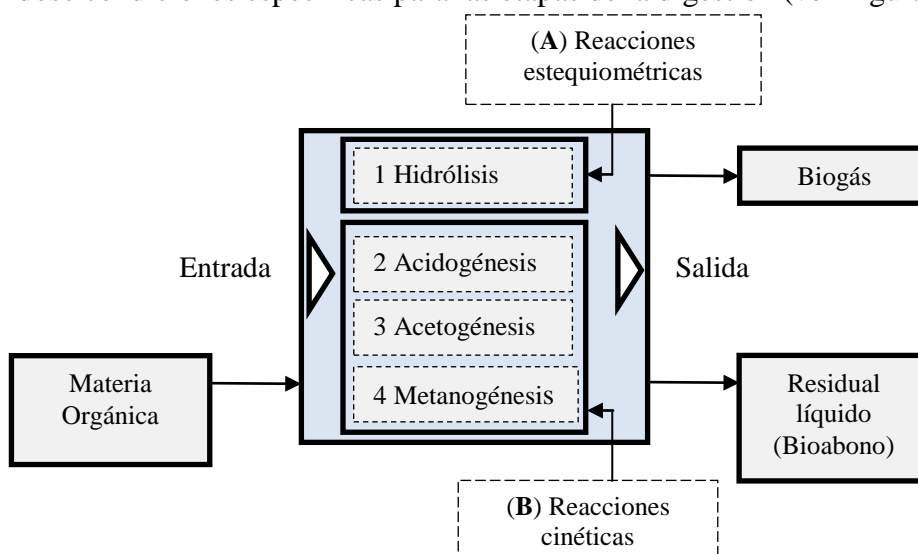 (A) Reacciones
estequiométricas
1 Hidrólisis
Biogás
Entrada
2 Acidogénesis
Salida
3 Acetogénesis
4 Metanogénesis
Materia
Orgánica
Residual
líquido
(Bioabono)
(B) Reacciones
cinéticas